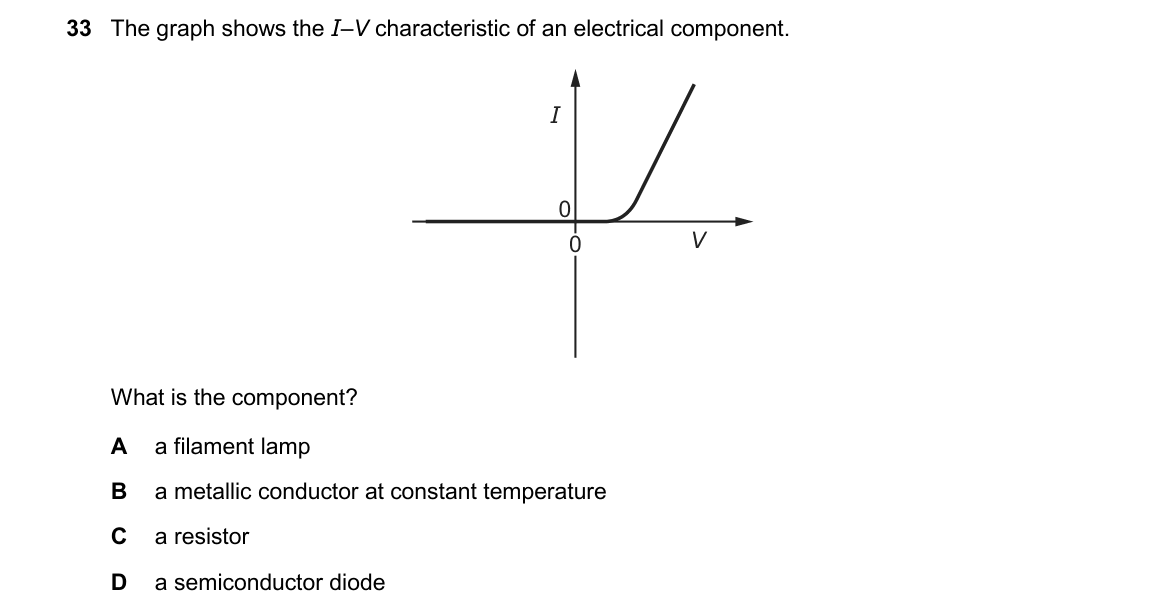 33 The graph shows the I–V characteristic of an electrical component.
I
0
0
V
What is the component?
A a filament lamp
B a metallic conductor at constant temperature
C a resistor
D a semiconductor diode